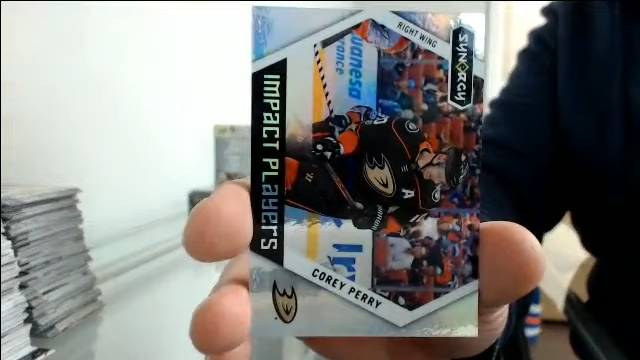 SYNERGY
RIGHT WING
IMPACT PLAYERS
COREY PERRY
A